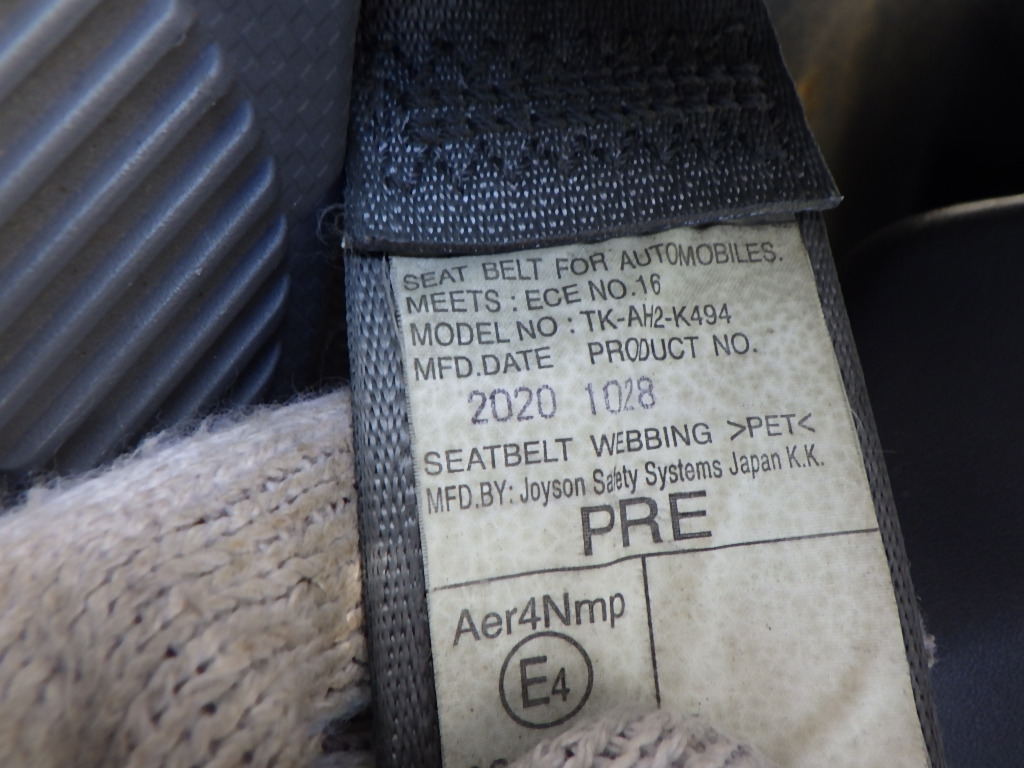 SEAT BELT FOR AUTOMOBILES.
MEETS : ECE NO.16
MODEL NO : TK-AH2-K494
MFD.DATE PRODUCT NO.
2020 1028
SEATBELT WEBBING >PET<
MFD.BY: Joyson Safety Systems Japan K.K.
PRE
Aer4Nmp
E4